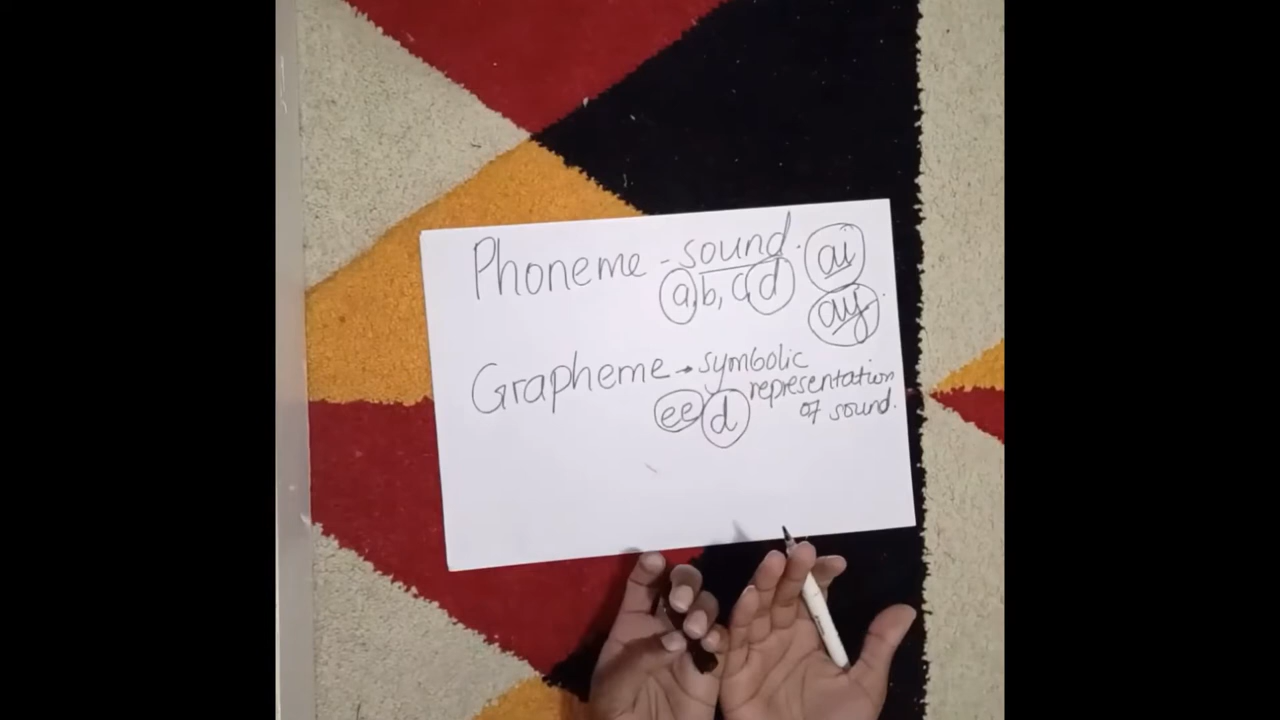 Phoneme - sound. ai
a, b, c, d ay
Grapheme → symbolic
representation
ee d of sound.